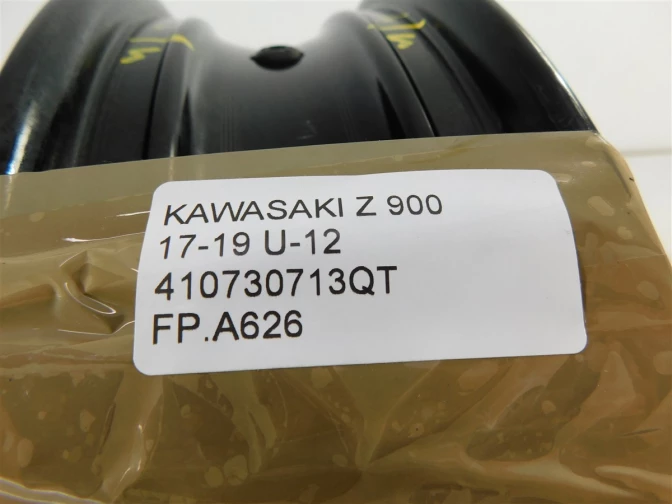 KAWASAKI Z 900
17-19 U-12
410730713QT
FP.A626